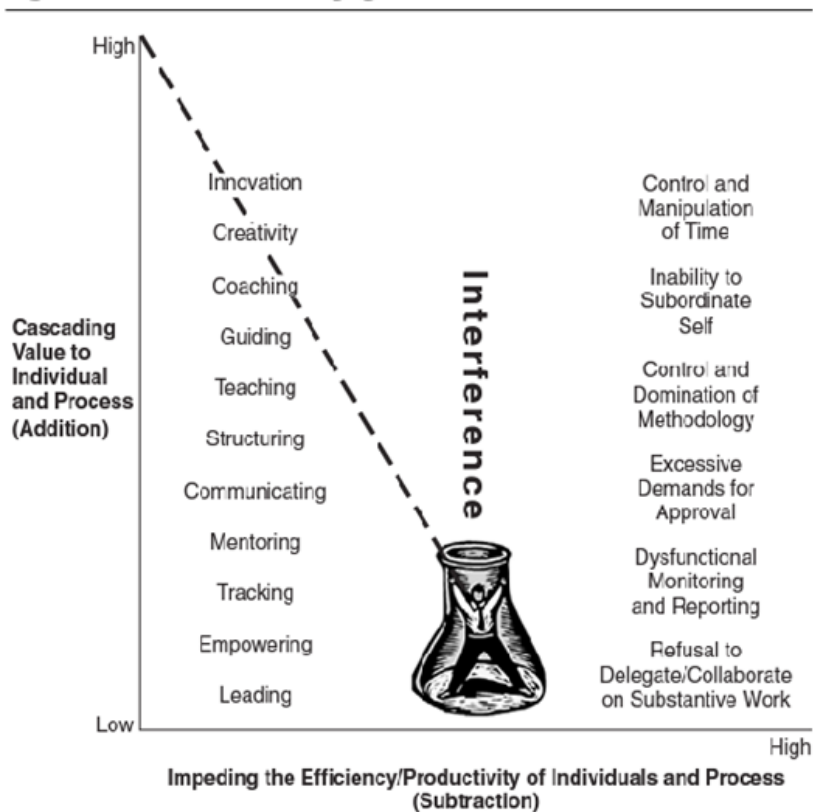 High
Innovation
Creativity
Coaching
Guiding
Teaching
Structuring
Communicating
Mentoring
Tracking
Empowering
Leading
Cascading
Value to
Individual
and Process
(Addition)
Interference
Control and
Manipulation
of Time
Inability to
Subordinate
Self
Control and
Domination of
Methodology
Excessive
Demands for
Approval
Dysfunctional
Monitoring
and Reporting
Refusal to
Delegate/Collaborate
on Substantive Work
Low
High
Impeding the Efficiency/Productivity of Individuals and Process
(Subtraction)